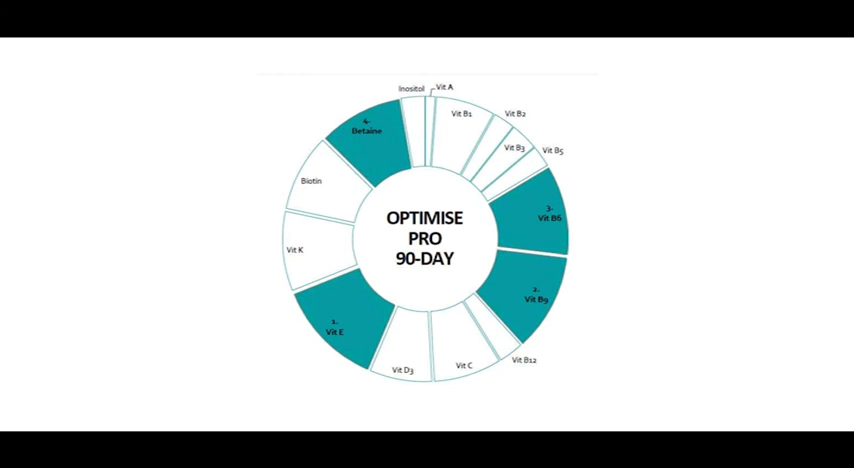 Inositol
Vit A
Vit B1
Vit B2
Vit B3
Vit B5
3-
Vit B6
2.
Vit B9
Vit B12
Vit C
Vit D3
1.
Vit E
Vit K
Biotin
4-
Betaine
OPTIMISE
PRO
90-DAY